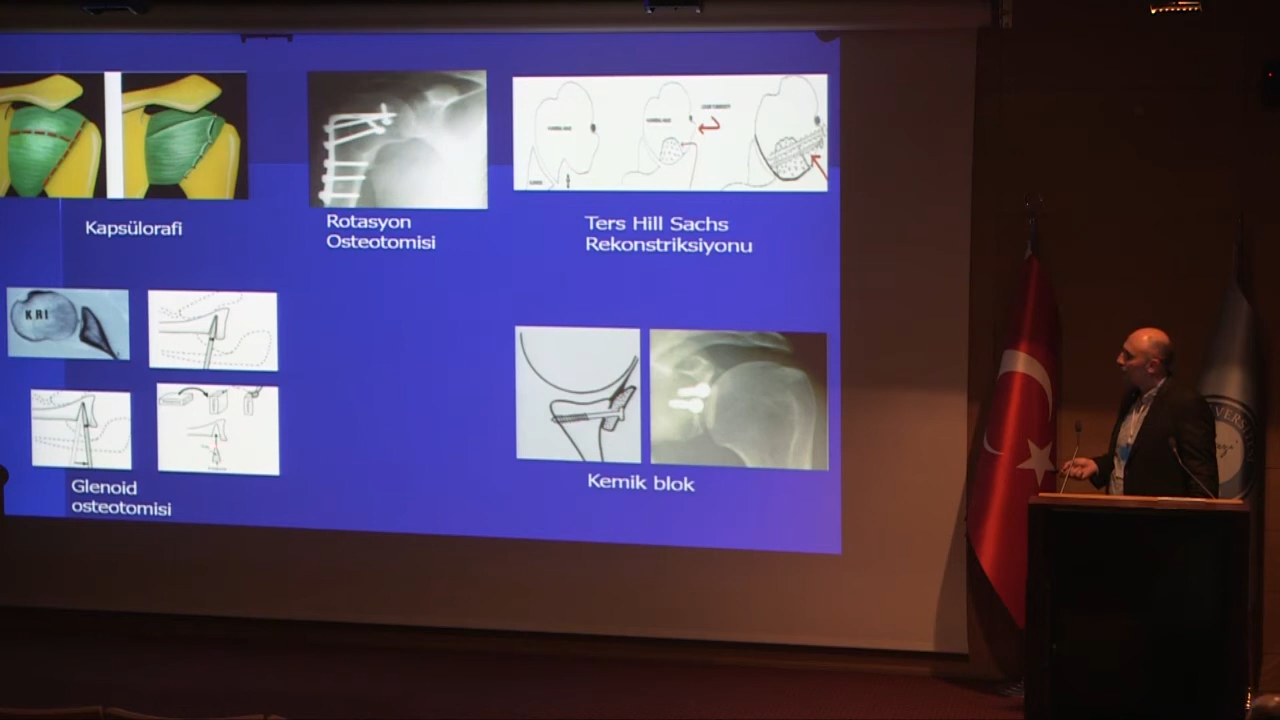 Kapsülorafi
Rotasyon
Osteotomisi
Ters Hill Sachs
Rekonstriksiyonu
KRI
Glenoid
osteotomisi
Kemik blok